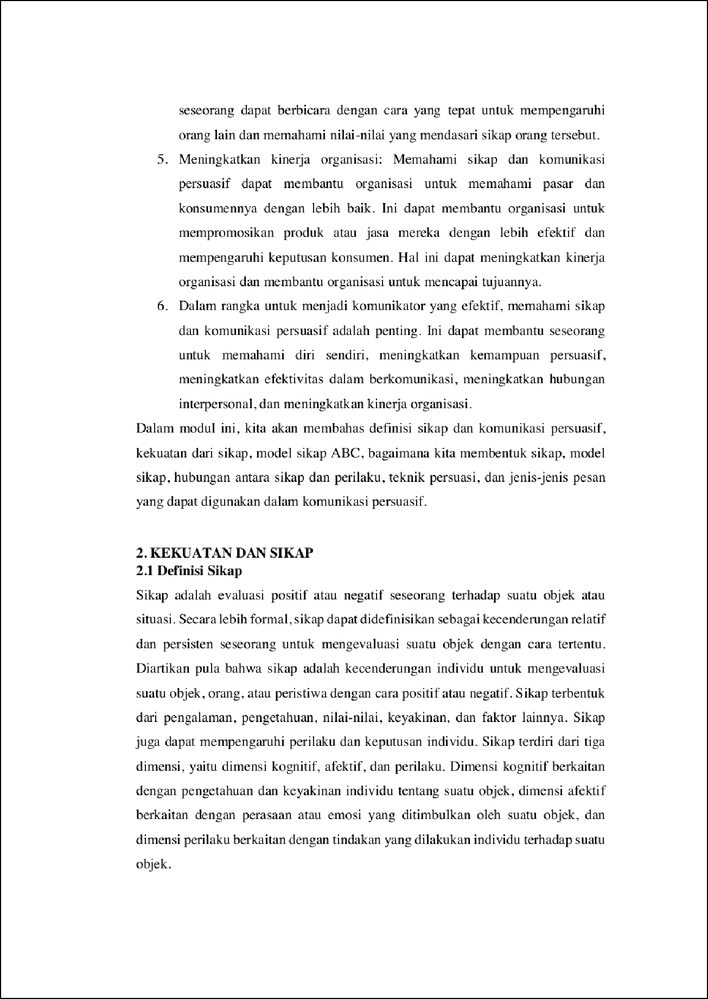 seseorang dapat berbicara dengan cara yang tepat untuk mempengaruhi
orang lain dan memahami nilai-nilai yang mendasari sikap orang tersebut.
5. Meningkatkan kinerja organisasi: Memahami sikap dan komunikasi
persuasif dapat membantu organisasi untuk memahami pasar dan
konsumennya dengan lebih baik. Ini dapat membantu organisasi untuk
mempromosikan produk atau jasa mereka dengan lebih efektif dan
mempengaruhi keputusan konsumen. Hal ini dapat meningkatkan kinerja
organisasi dan membantu organisasi untuk mencapai tujuannya.
6. Dalam rangka untuk menjadi komunikator yang efektif, memahami sikap
dan komunikasi persuasif adalah penting. Ini dapat membantu seseorang
untuk memahami diri sendiri, meningkatkan kemampuan persuasif,
meningkatkan efektivitas dalam berkomunikasi, meningkatkan hubungan
interpersonal, dan meningkatkan kinerja organisasi.
Dalam modul ini, kita akan membahas definisi sikap dan komunikasi persuasif,
kekuatan dari sikap, model sikap ABC, bagaimana kita membentuk sikap, model
sikap, hubungan antara sikap dan perilaku, teknik persuasi, dan jenis-jenis pesan
yang dapat digunakan dalam komunikasi persuasif.
2. KEKUATAN DAN SIKAP
2.1 Definisi Sikap
Sikap adalah evaluasi positif atau negatif seseorang terhadap suatu objek atau
situasi. Secara lebih formal, sikap dapat didefinisikan sebagai kecenderungan relatif
dan persisten seseorang untuk mengevaluasi suatu objek dengan cara tertentu.
Diartikan pula bahwa sikap adalah kecenderungan individu untuk mengevaluasi
suatu objek, orang, atau peristiwa dengan cara positif atau negatif. Sikap terbentuk
dari pengalaman, pengetahuan, nilai-nilai, keyakinan, dan faktor lainnya. Sikap
juga dapat mempengaruhi perilaku dan keputusan individu. Sikap terdiri dari tiga
dimensi, yaitu dimensi kognitif, afektif, dan perilaku. Dimensi kognitif berkaitan
dengan pengetahuan dan keyakinan individu tentang suatu objek, dimensi afektif
berkaitan dengan perasaan atau emosi yang ditimbulkan oleh suatu objek, dan
dimensi perilaku berkaitan dengan tindakan yang dilakukan individu terhadap suatu
objek.